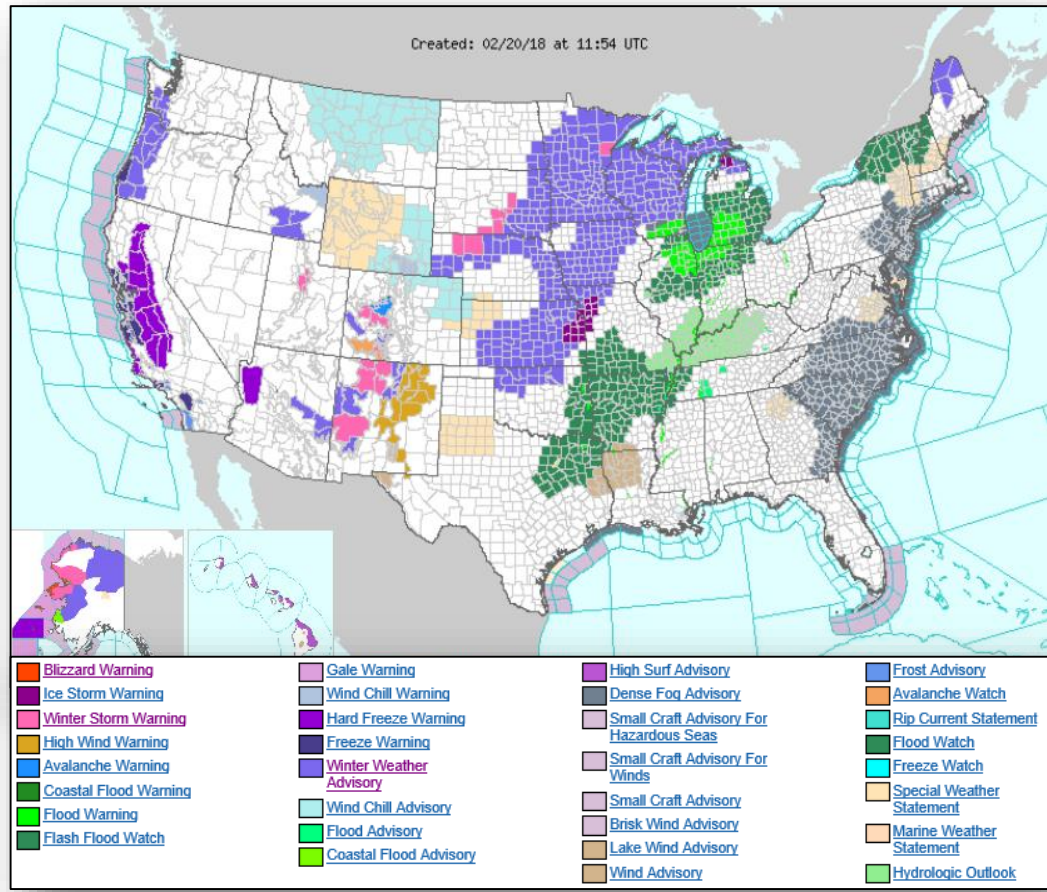 Created: 02/20/18 at 11:54 UTC
Blizzard Warning
Ice Storm Warning
Winter Storm Warning
High Wind Warning
Avalanche Warning
Coastal Flood Warning
Flood Warning
Flash Flood Watch
Gale Warning
Wind Chill Warning
Hard Freeze Warning
Freeze Warning
Winter Weather
Advisory
Wind Chill Advisory
Flood Advisory
Coastal Flood Advisory
High Surf Advisory
Dense Fog Advisory
Small Craft Advisory For
Hazardous Seas
Small Craft Advisory For
Winds
Small Craft Advisory
Brisk Wind Advisory
Lake Wind Advisory
Wind Advisory
Frost Advisory
Avalanche Watch
Rip Current Statement
Flood Watch
Freeze Watch
Special Weather
Statement
Marine Weather
Statement
Hydrologic Outlook